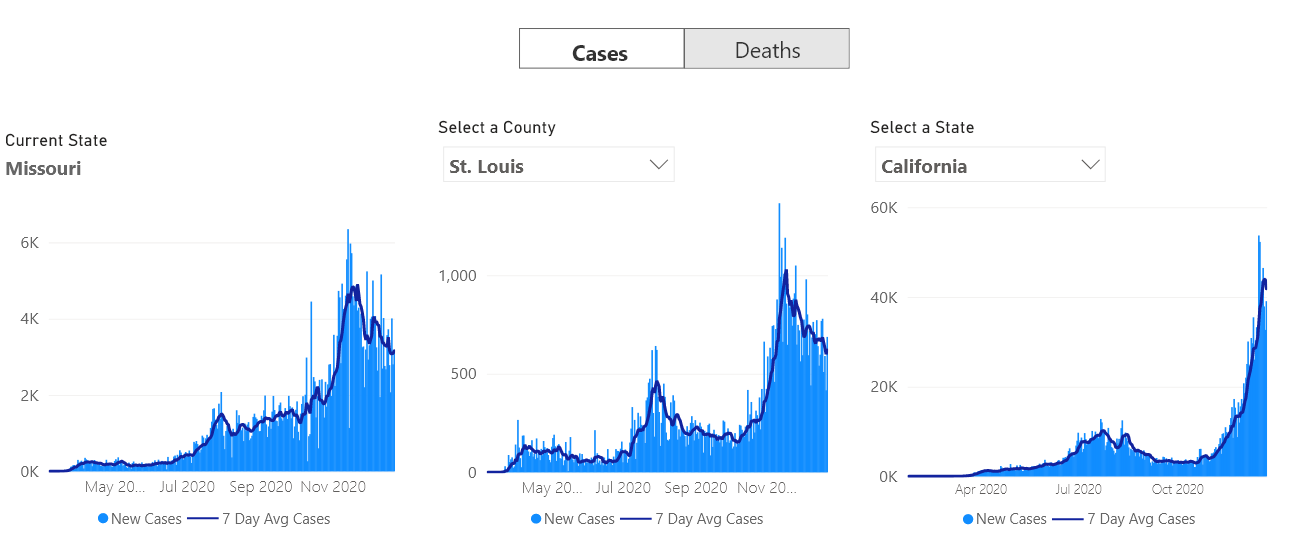 Cases
Deaths
Current State
Missouri
6K
4K
2K
0K
May 20...
Jul 2020
Sep 2020
Nov 2020
New Cases
7 Day Avg Cases
Select a County
St. Louis
1,000
500
0
May 20...
Jul 2020
Sep 2020
Nov 20...
New Cases
7 Day Avg Cases
Select a State
California
60K
40K
20K
0K
Apr 2020
Jul 2020
Oct 2020
New Cases
7 Day Avg Cases